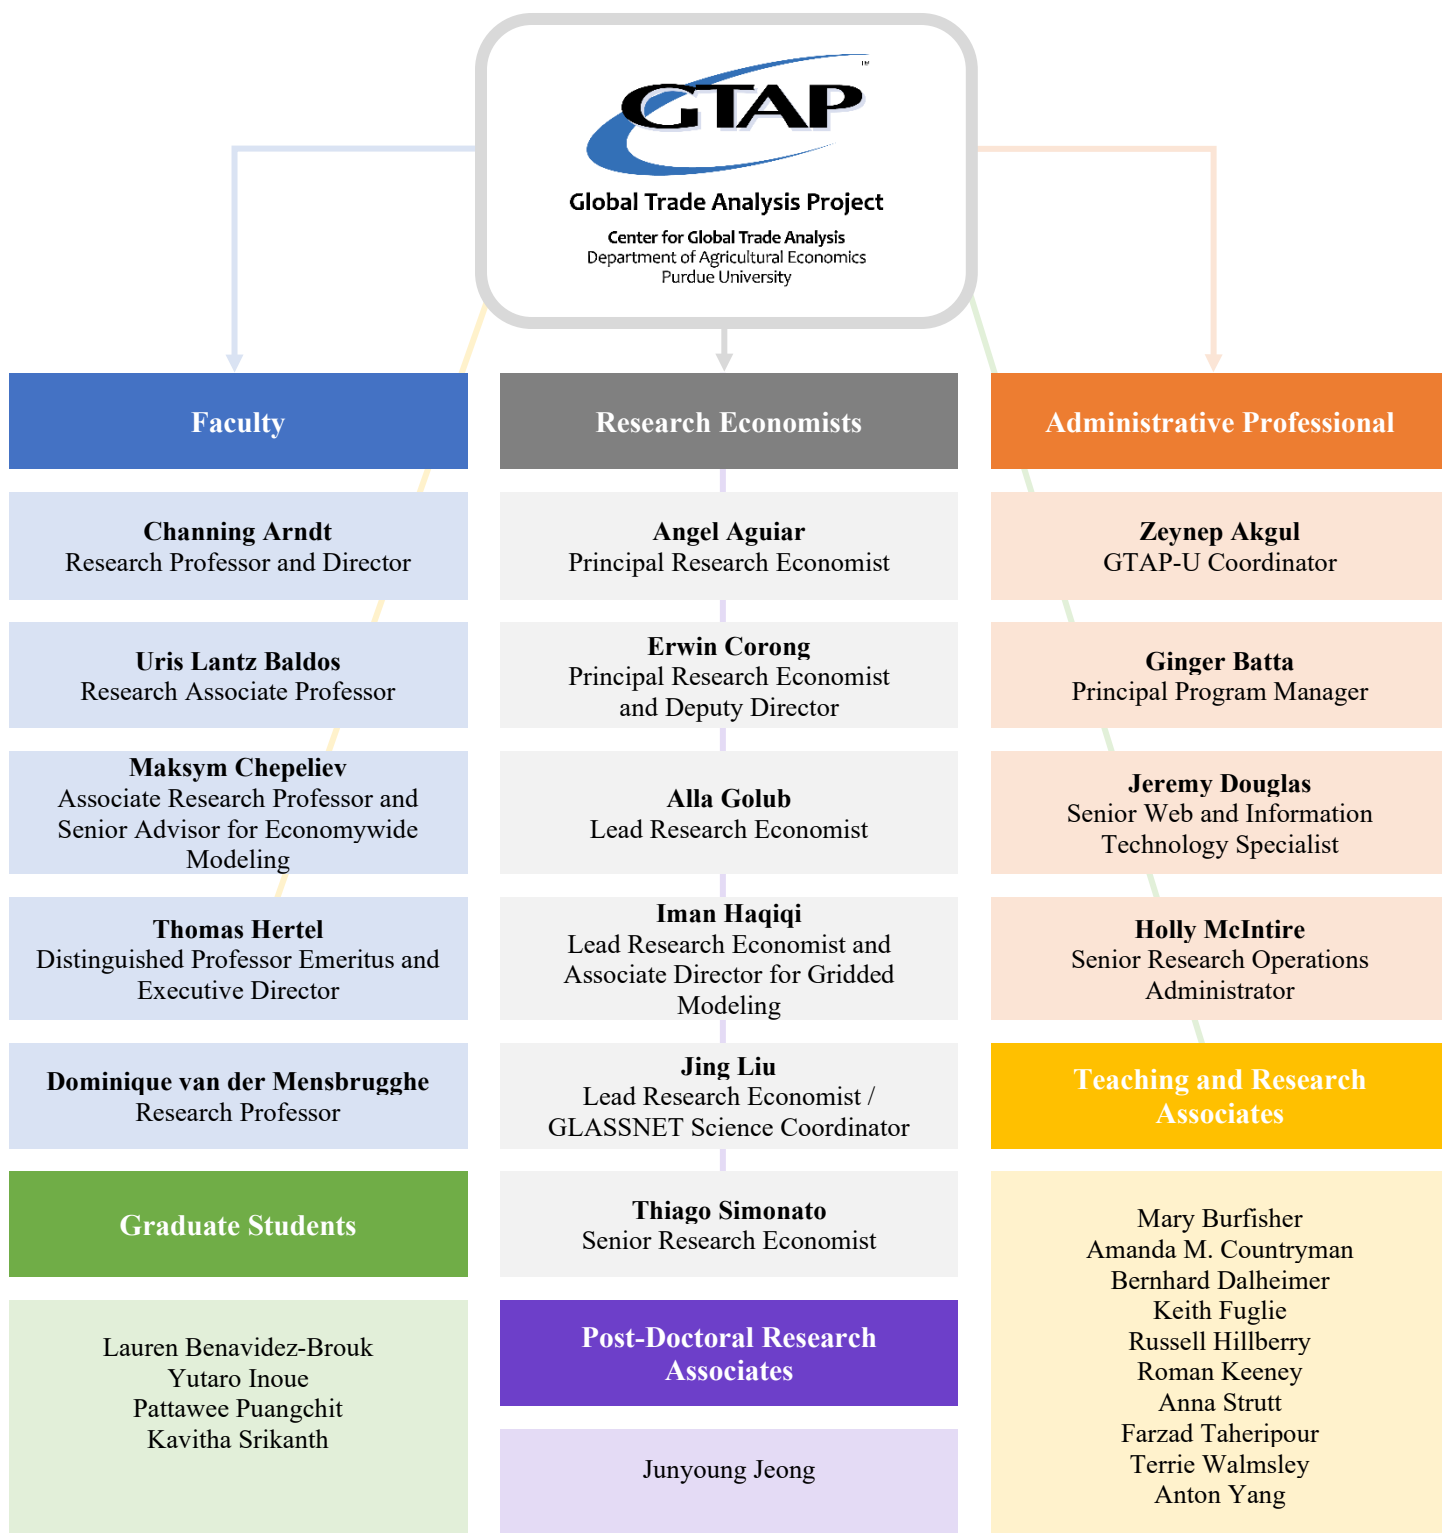 GTAP™
Global Trade Analysis Project
Center for Global Trade Analysis
Department of Agricultural Economics
Purdue University
Faculty
Channing Arndt
Research Professor and Director
Uris Lantz Baldos
Research Associate Professor
Maksym Chepeliev
Associate Research Professor and
Senior Advisor for Economywide
Modeling
Thomas Hertel
Distinguished Professor Emeritus and
Executive Director
Dominique van der Mensbrugghe
Research Professor
Graduate Students
Lauren Benavidez-Brouk
Yutaro Inoue
Pattawee Puangchit
Kavitha Srikanth
Research Economists
Angel Aguiar
Principal Research Economist
Erwin Corong
Principal Research Economist
and Deputy Director
Alla Golub
Lead Research Economist
Iman Haqiqi
Lead Research Economist and
Associate Director for Gridded
Modeling
Jing Liu
Lead Research Economist /
GLASSNET Science Coordinator
Thiago Simonato
Senior Research Economist
Post-Doctoral Research
Associates
Junyoung Jeong
Administrative Professional
Zeynep Akgul
GTAP-U Coordinator
Ginger Batta
Principal Program Manager
Jeremy Douglas
Senior Web and Information
Technology Specialist
Holly McIntire
Senior Research Operations
Administrator
Teaching and Research
Associates
Mary Burfisher
Amanda M. Countryman
Bernhard Dalheimer
Keith Fuglie
Russell Hillberry
Roman Keeney
Anna Strutt
Farzad Taheripour
Terrie Walmsley
Anton Yang